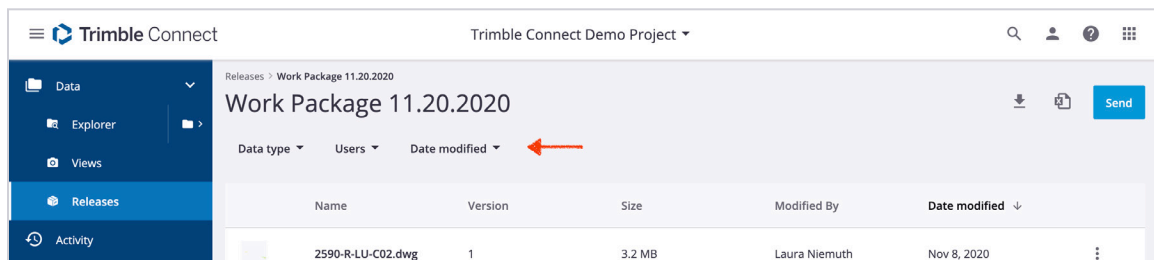 Trimble Connect
Trimble Connect Demo Project
Data
Explorer
Views
Releases
Activity
Releases > Work Package 11.20.2020
Work Package 11.20.2020
Send
Data type Users Date modified
Name Version Size Modified By Date modified
2590-R-LU-C02.dwg 1 3.2 MB Laura Niemuth Nov 8, 2020